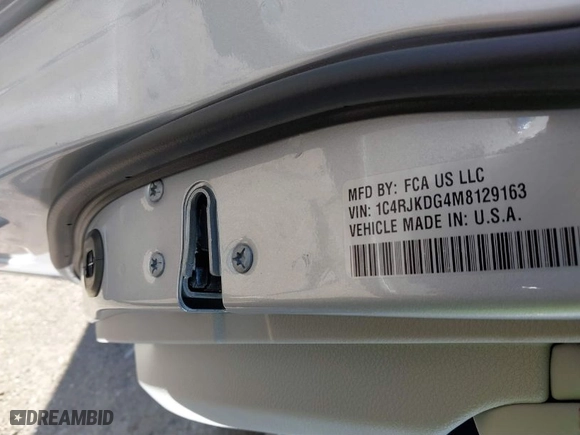 MFD BY: FCA US LLC
VIN: 1C4RJKDG4M8129163
VEHICLE MADE IN: U.S.A.
DREAMBID